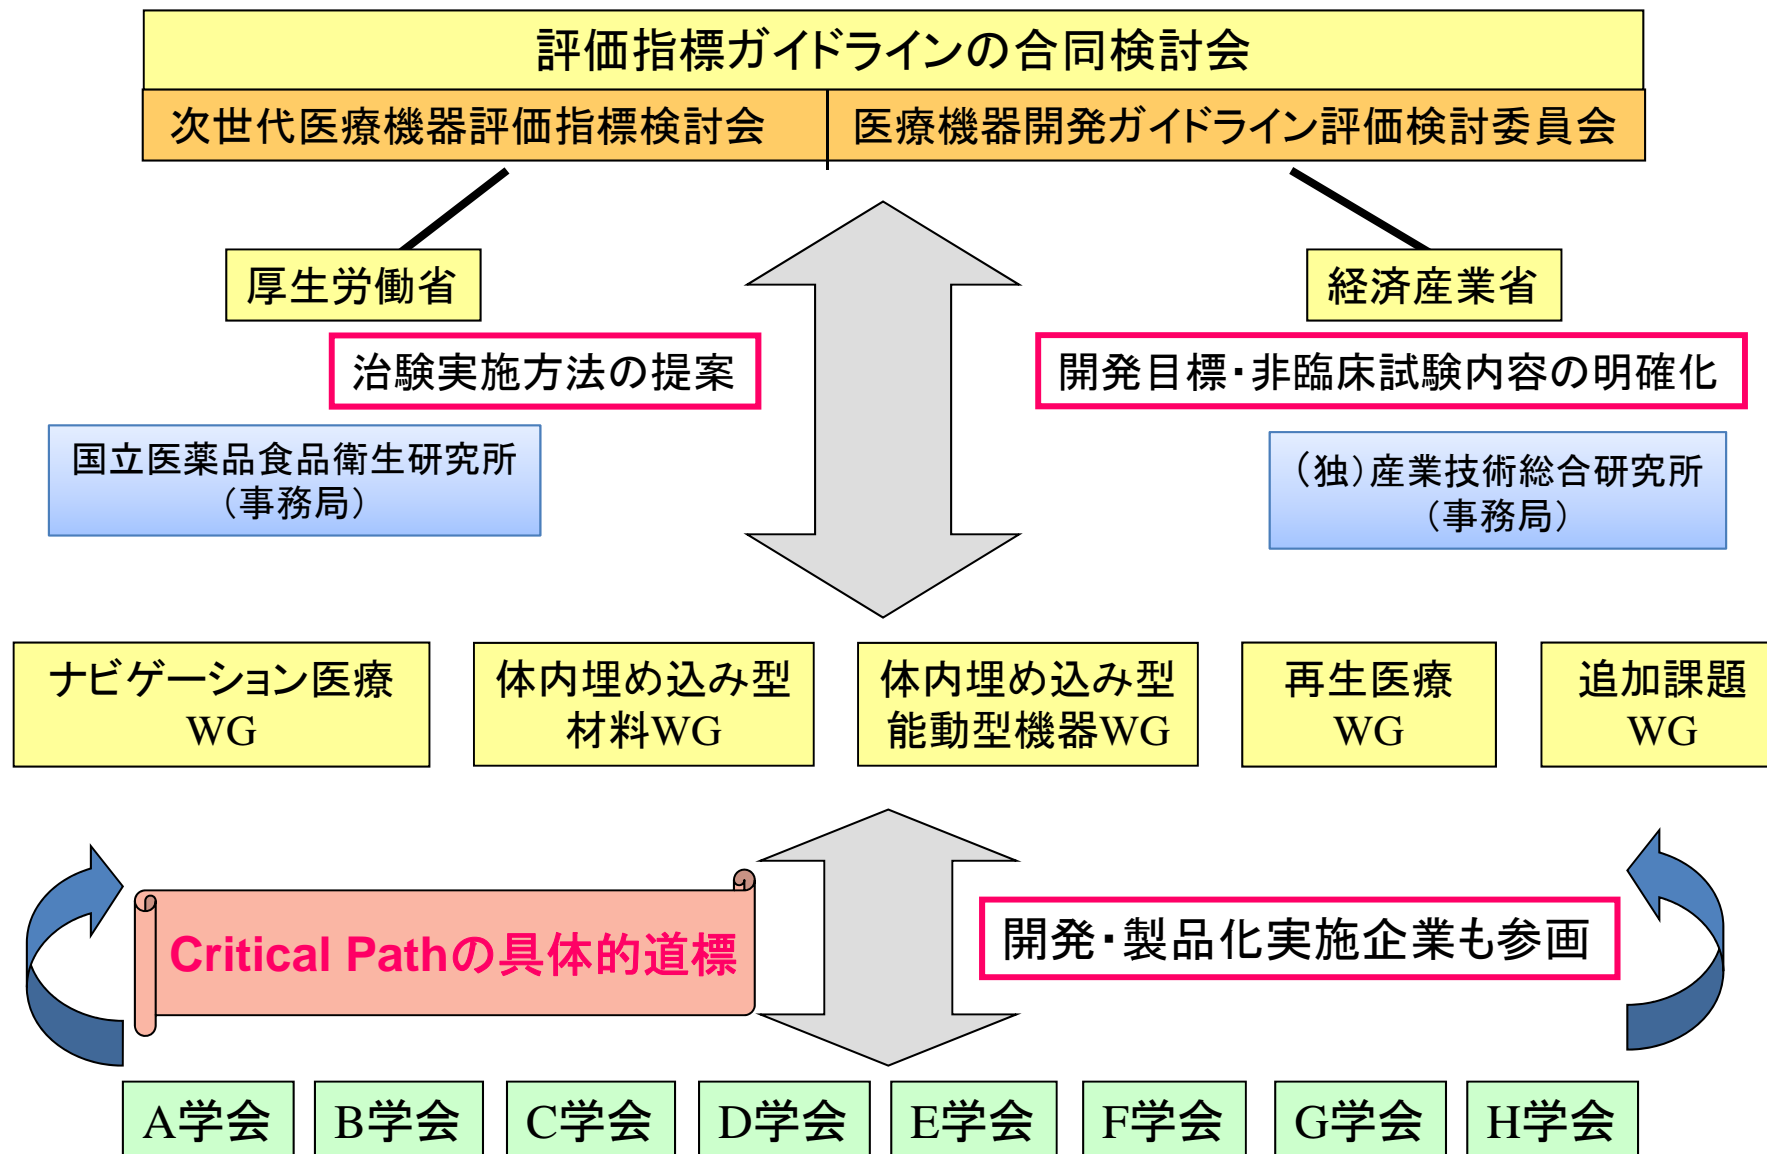 評価指標ガイドラインの合同検討会
次世代医療機器評価指標検討会
医療機器開発ガイドライン評価検討委員会
厚生労働省
経済産業省
治験実施方法の提案
開発目標・非臨床試験内容の明確化
国立医薬品食品衛生研究所
（事務局）
（独）産業技術総合研究所
（事務局）
ナビゲーション医療
WG
体内埋め込み型
材料WG
体内埋め込み型
能動型機器WG
再生医療
WG
追加課題
WG
Critical Pathの具体的道標
開発・製品化実施企業も参画
A学会
B学会
C学会
D学会
E学会
F学会
G学会
H学会